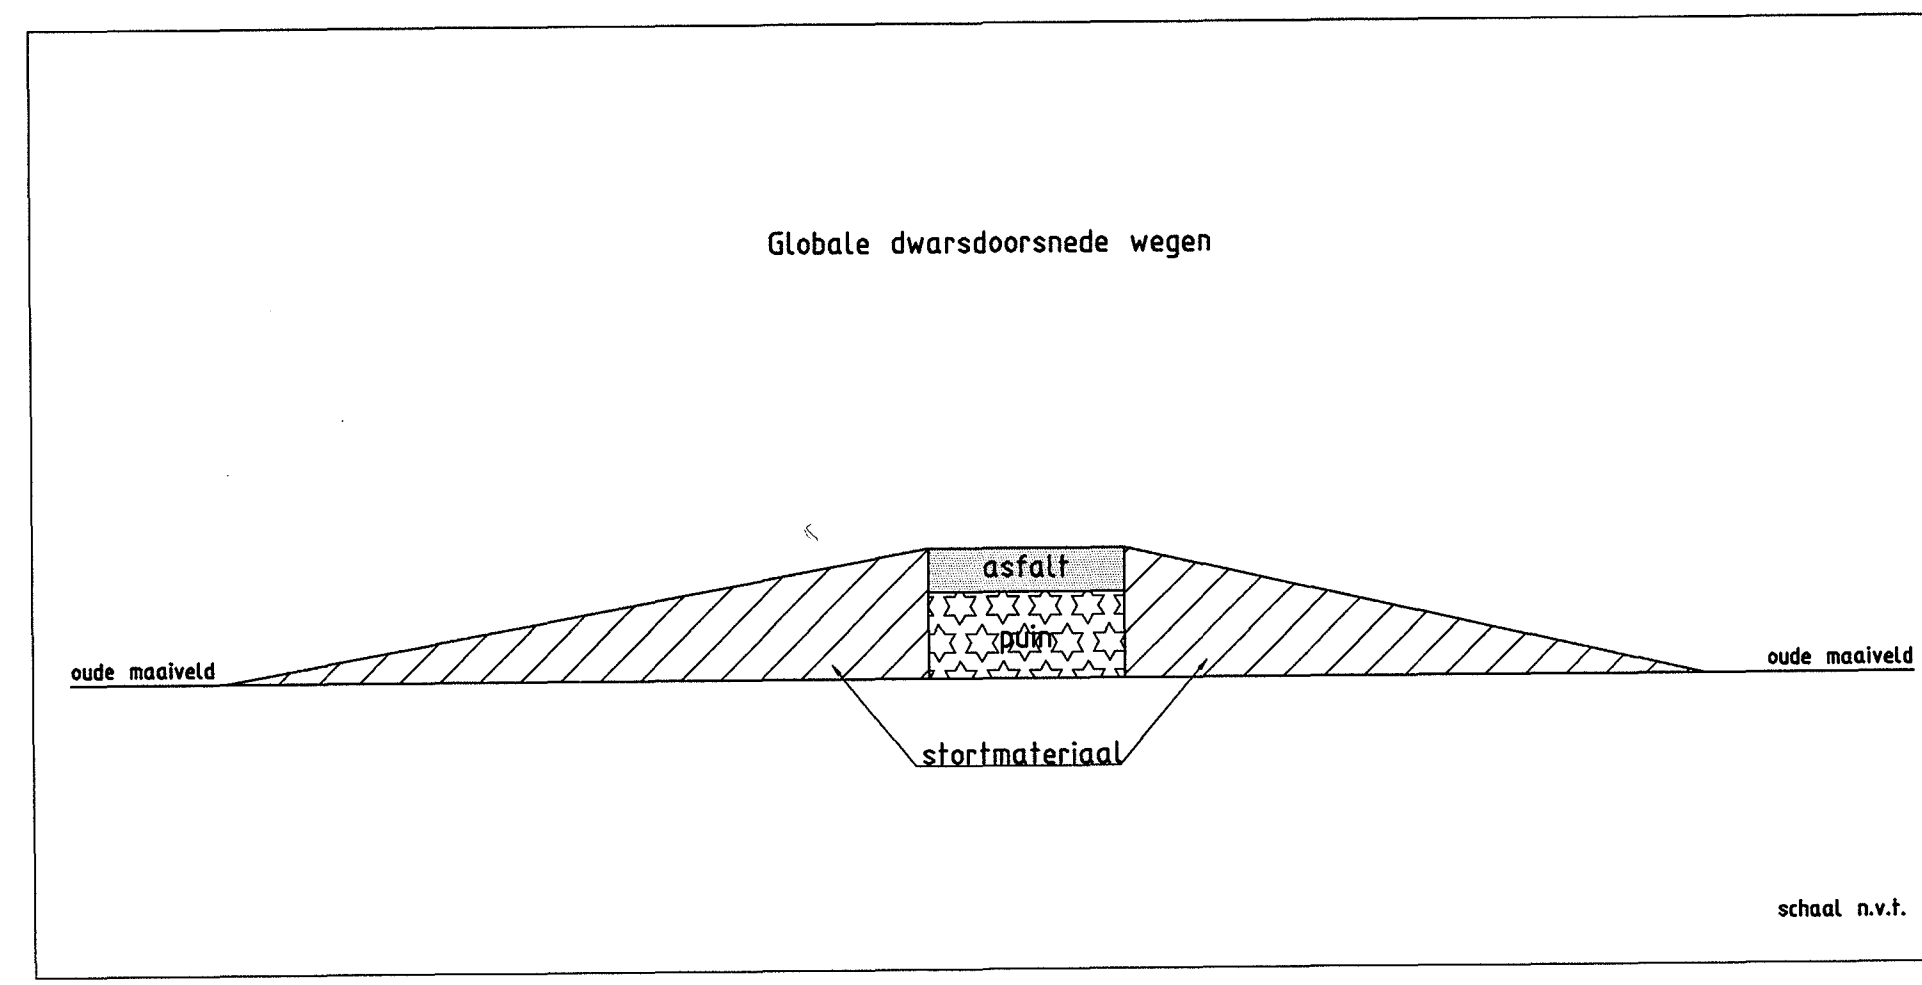 Globale dwarsdoorsnede wegen
asfalt
puin
oude maaiveld
oude maaiveld
stortmateriaal
schaal n.v.t.